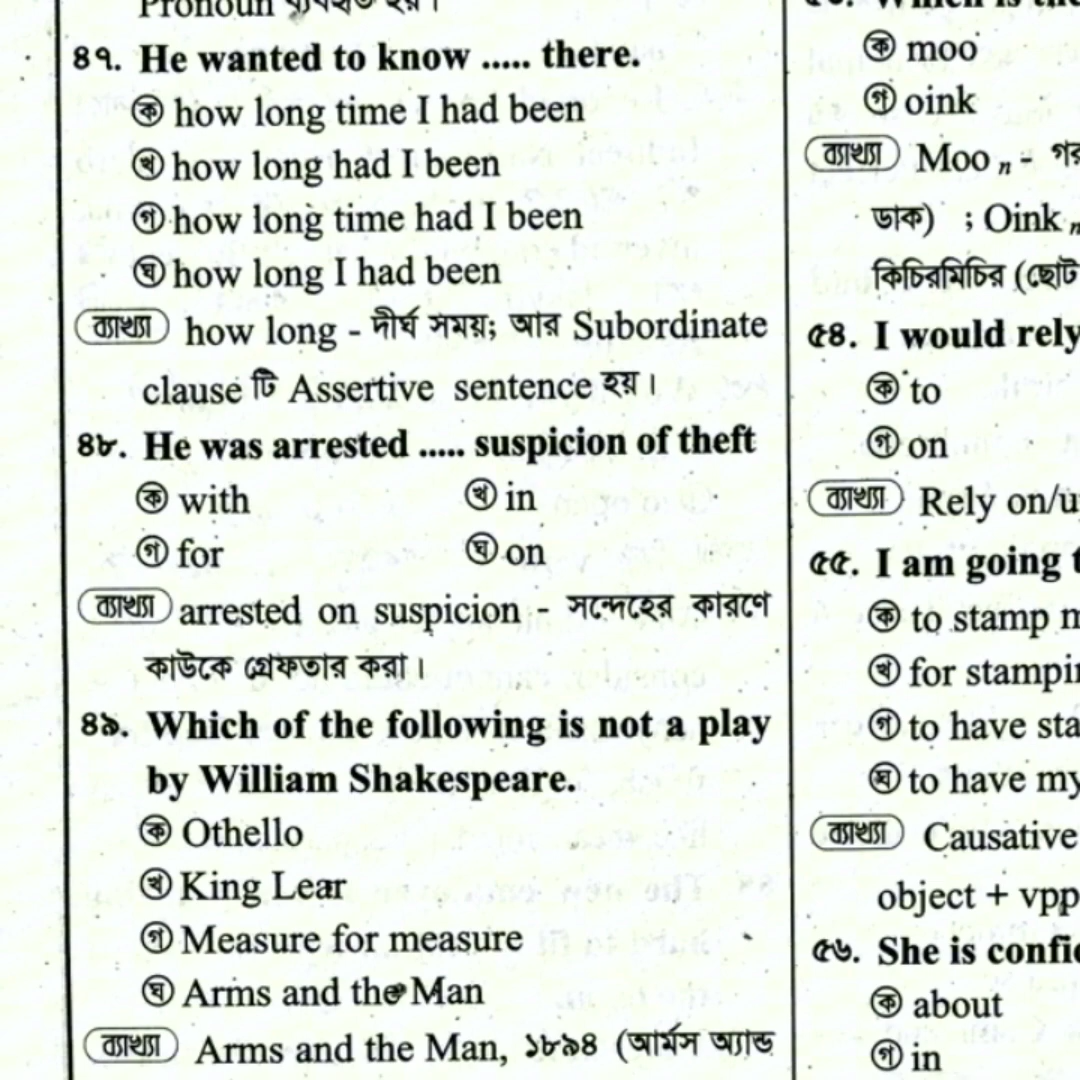 Pronoun ব্যবহৃত হয়।
৪৭. He wanted to know ..... there.
ক how long time I had been
খ how long had I been
গ how long time had I been
ঘ how long I had been
ব্যাখ্যা how long - দীর্ঘ সময়; আর Subordinate
clause টি Assertive sentence হয়।
৪৮. He was arrested ..... suspicion of theft
ক with খ in
গ for ঘ on
ব্যাখ্যা arrested on suspicion - সন্দেহের কারণে
কাউকে গ্রেফতার করা।
৪৯. Which of the following is not a play
by William Shakespeare.
ক Othello
খ King Lear
গ Measure for measure
ঘ Arms and the Man
ব্যাখ্যা Arms and the Man, ১৮৯৪ (আর্মস অ্যান্ড
ক moo
গ oink
ব্যাখ্যা Moo n -
ডাক) ; Oink n
কিচিরমিচির (ছোট
৫৪. I would rely
ক to
গ on
ব্যাখ্যা Rely on/u
৫৫. I am going t
ক to stamp m
খ for stampi
গ to have sta
ঘ to have my
ব্যাখ্যা Causative
object + vpp
৫৬. She is confi
ক about
গ in